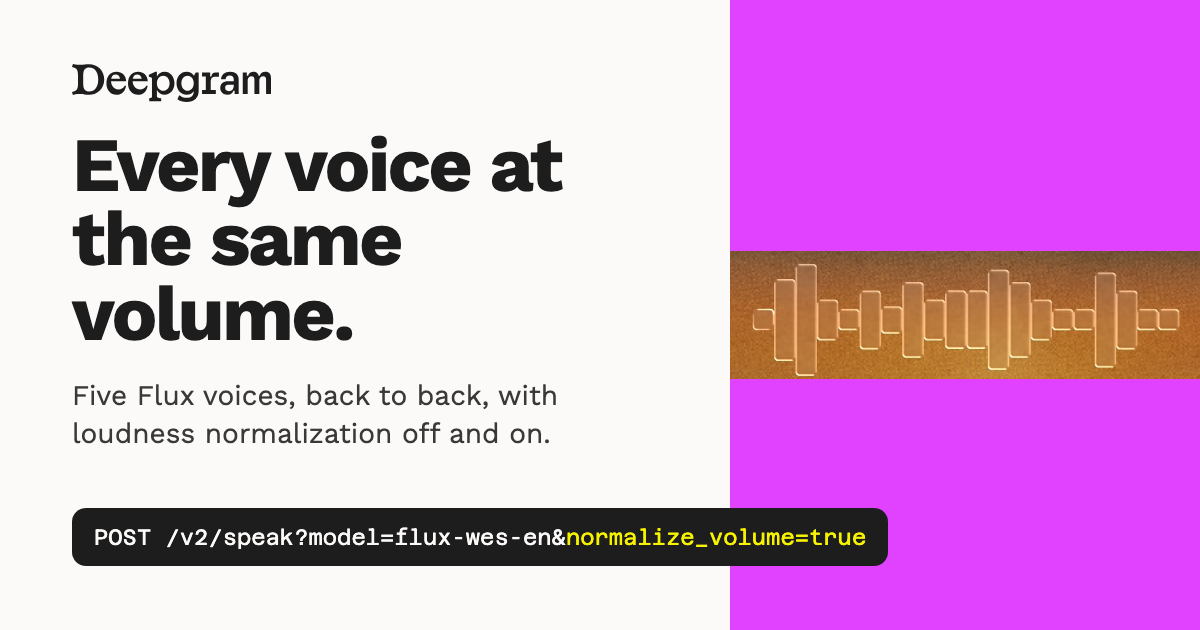 Deepgram
Every voice at
the same
volume.
Five Flux voices, back to back, with
loudness normalization off and on.
POST /v2/speak?model=flux-wes-en&normalize_volume=true